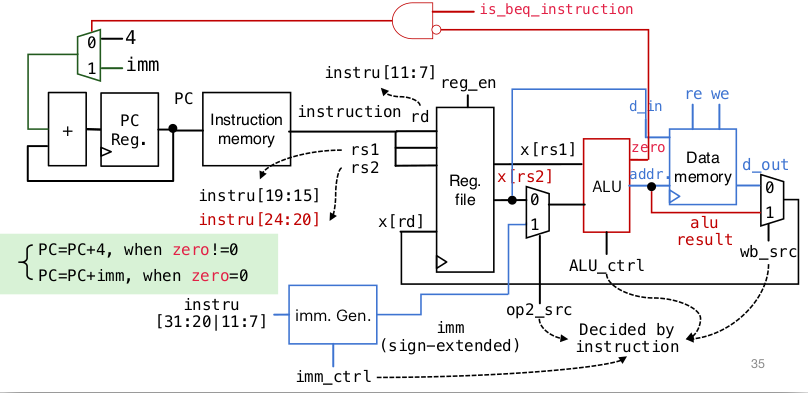 is_beq_instruction
0
4
1
imm
instru[11:7]
reg_en
re we
PC
instruction
rd
d_in
+
PC
Reg.
Instruction
memory
rs1
rs2
x[rs1]
zero
x[rs2]
Data
memory
d_out
Reg.
file
ALU
addr.
instru[19:15]
instru[24:20]
0
1
0
1
x[rd]
alu
result
PC=PC+4, when zero!=0
PC=PC+imm, when zero=0
wb_src
ALU_ctrl
instru
[31:20|11:7]
imm. Gen.
op2_src
imm
(sign-extended)
Decided by
instruction
imm_ctrl
35